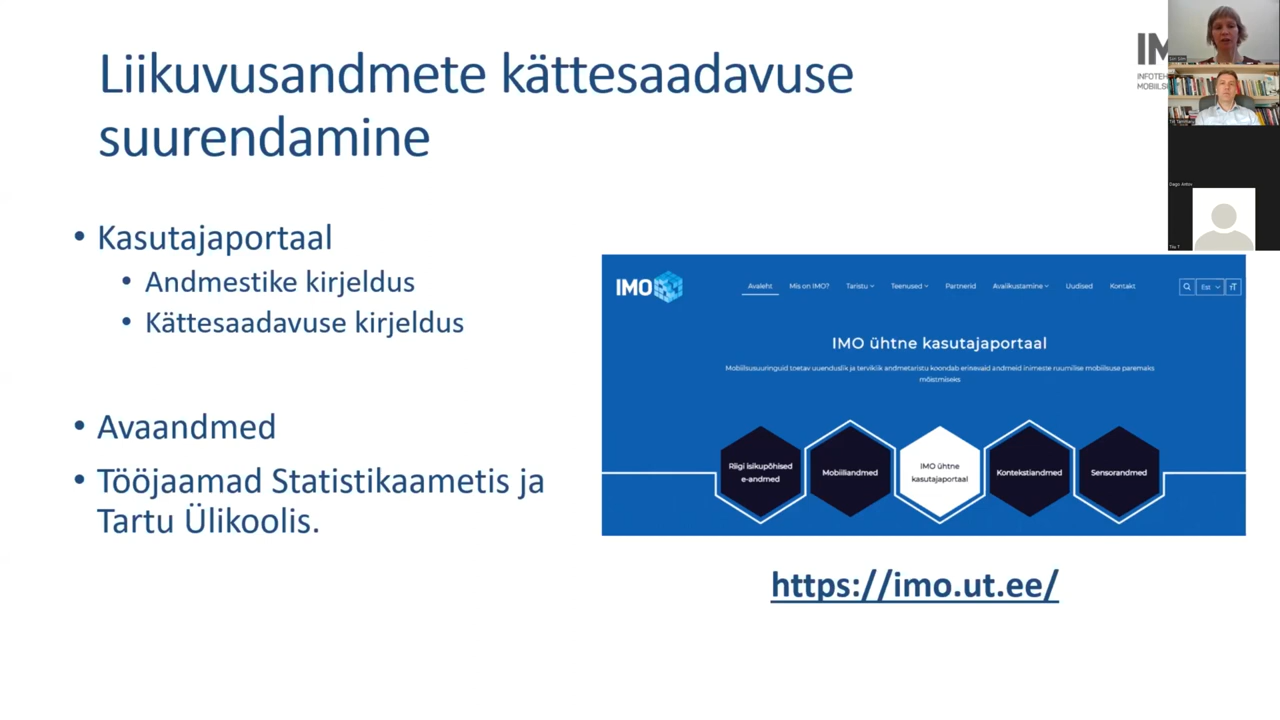 Liikuvusandmete kättesaadavuse
suurendamine
• Kasutajaportaal
• Andmestike kirjeldus
• Kättesaadavuse kirjeldus
• Avaandmed
• Tööjaamad Statistikaametis ja
Tartu Ülikoolis.
IMO
Avaleht Mis on IMO? Taristu Teenused Partnerid Avalikustamine Uudised Kontakt Est
IMO ühtne kasutajaportaal
Mobiilsusuuringuid toetav uuenduslik ja terviklik andmetaristu koondab erinevaid andmeid inimeste ruumilise mobiilsuse paremaks
mõistmiseks
Riigi isikupõhised
e-andmed
Mobiiliandmed
IMO ühtne
kasutajaportaal
Kontekstiandmed
Sensorandmed
https://imo.ut.ee/